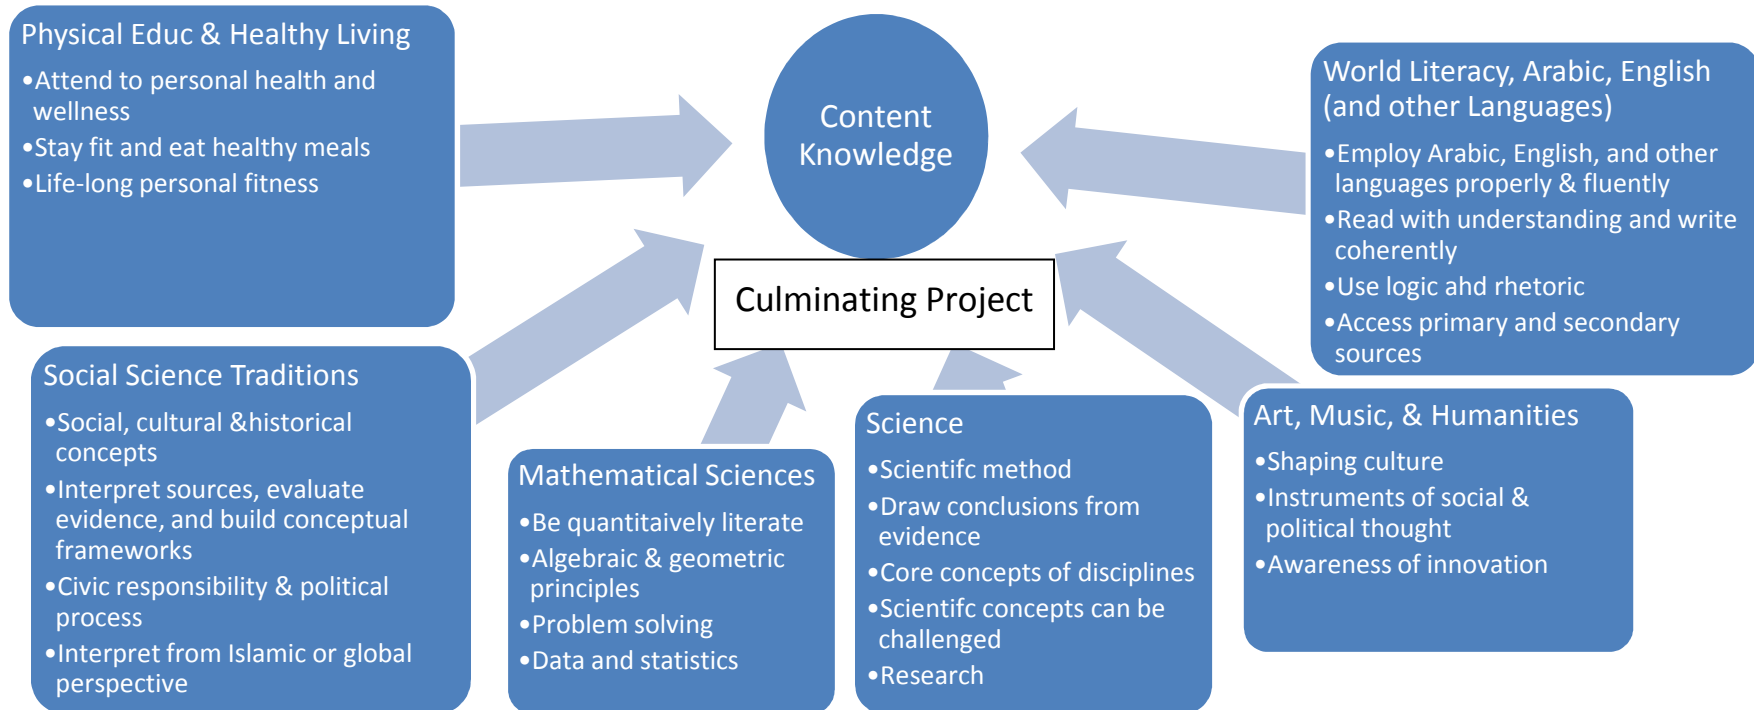 Physical Educ & Healthy Living
•Attend to personal health and
wellness
•Stay fit and eat healthy meals
•Life-long personal fitness
Content
Knowledge
Culminating Project
World Literacy, Arabic, English
(and other Languages)
•Employ Arabic, English, and other
languages properly & fluently
•Read with understanding and write
coherently
•Use logic ahd rhetoric
•Access primary and secondary
sources
Social Science Traditions
•Social, cultural &historical
concepts
•Interpret sources, evaluate
evidence, and build conceptual
frameworks
•Civic responsibility & political
process
•Interpret from Islamic or global
perspective
Mathematical Sciences
•Be quantitaively literate
•Algebraic & geometric
principles
•Problem solving
•Data and statistics
Science
•Scientifc method
•Draw conclusions from
evidence
•Core concepts of disciplines
•Scientifc concepts can be
challenged
•Research
Art, Music, & Humanities
•Shaping culture
•Instruments of social &
political thought
•Awareness of innovation